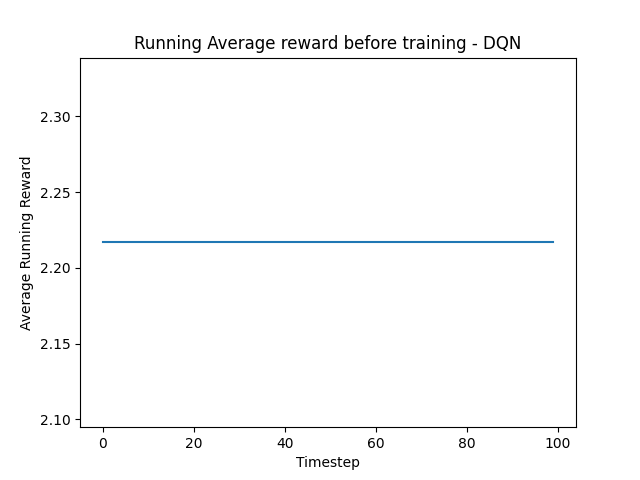 Running Average reward before training - DQN
Average Running Reward
2.30
2.25
2.20
2.15
2.10
0 20 40 60 80 100
Timestep